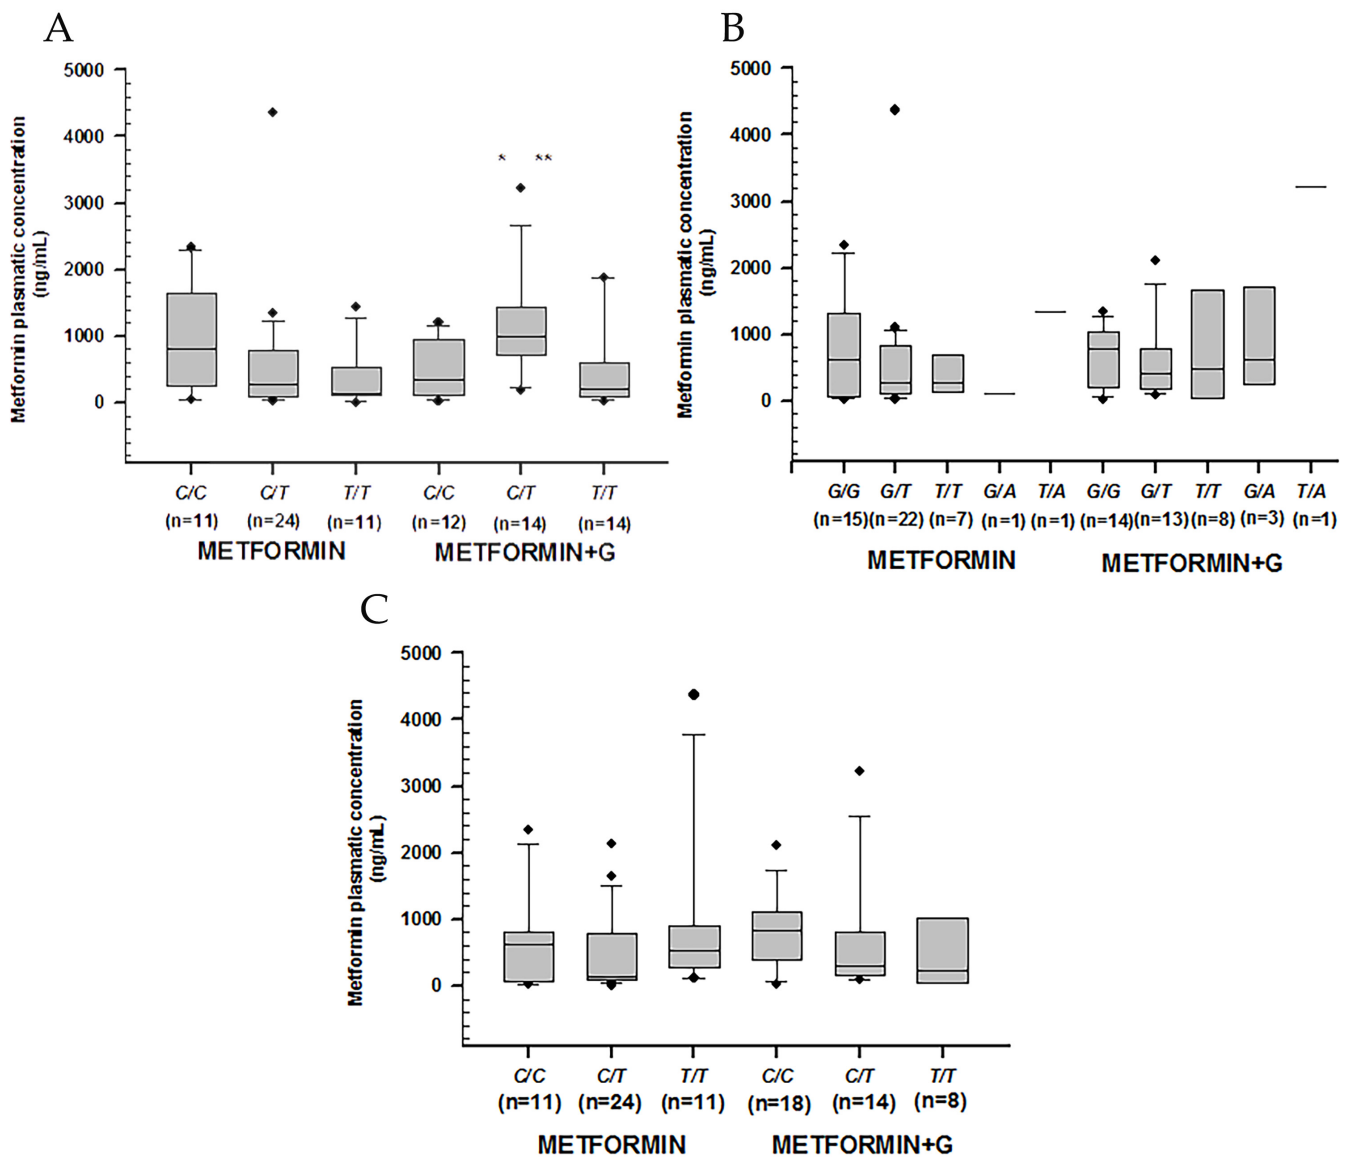 A
Metformin plasmatic concentration
(ng/mL)
5000
4000
3000
2000
1000
0
* **
C/C C/T T/T C/C C/T T/T
(n=11) (n=24) (n=11) (n=12) (n=14) (n=14)
METFORMIN METFORMIN+G
B
Metformin plasmatic concentration
(ng/mL)
5000
4000
3000
2000
1000
0
G/G G/T T/T G/A T/A G/G G/T T/T G/A T/A
(n=15) (n=22) (n=7) (n=1) (n=1) (n=14) (n=13) (n=8) (n=3) (n=1)
METFORMIN METFORMIN+G
C
Metformin plasmatic concentration
(ng/mL)
5000
4000
3000
2000
1000
0
C/C C/T T/T C/C C/T T/T
(n=11) (n=24) (n=11) (n=18) (n=14) (n=8)
METFORMIN METFORMIN+G